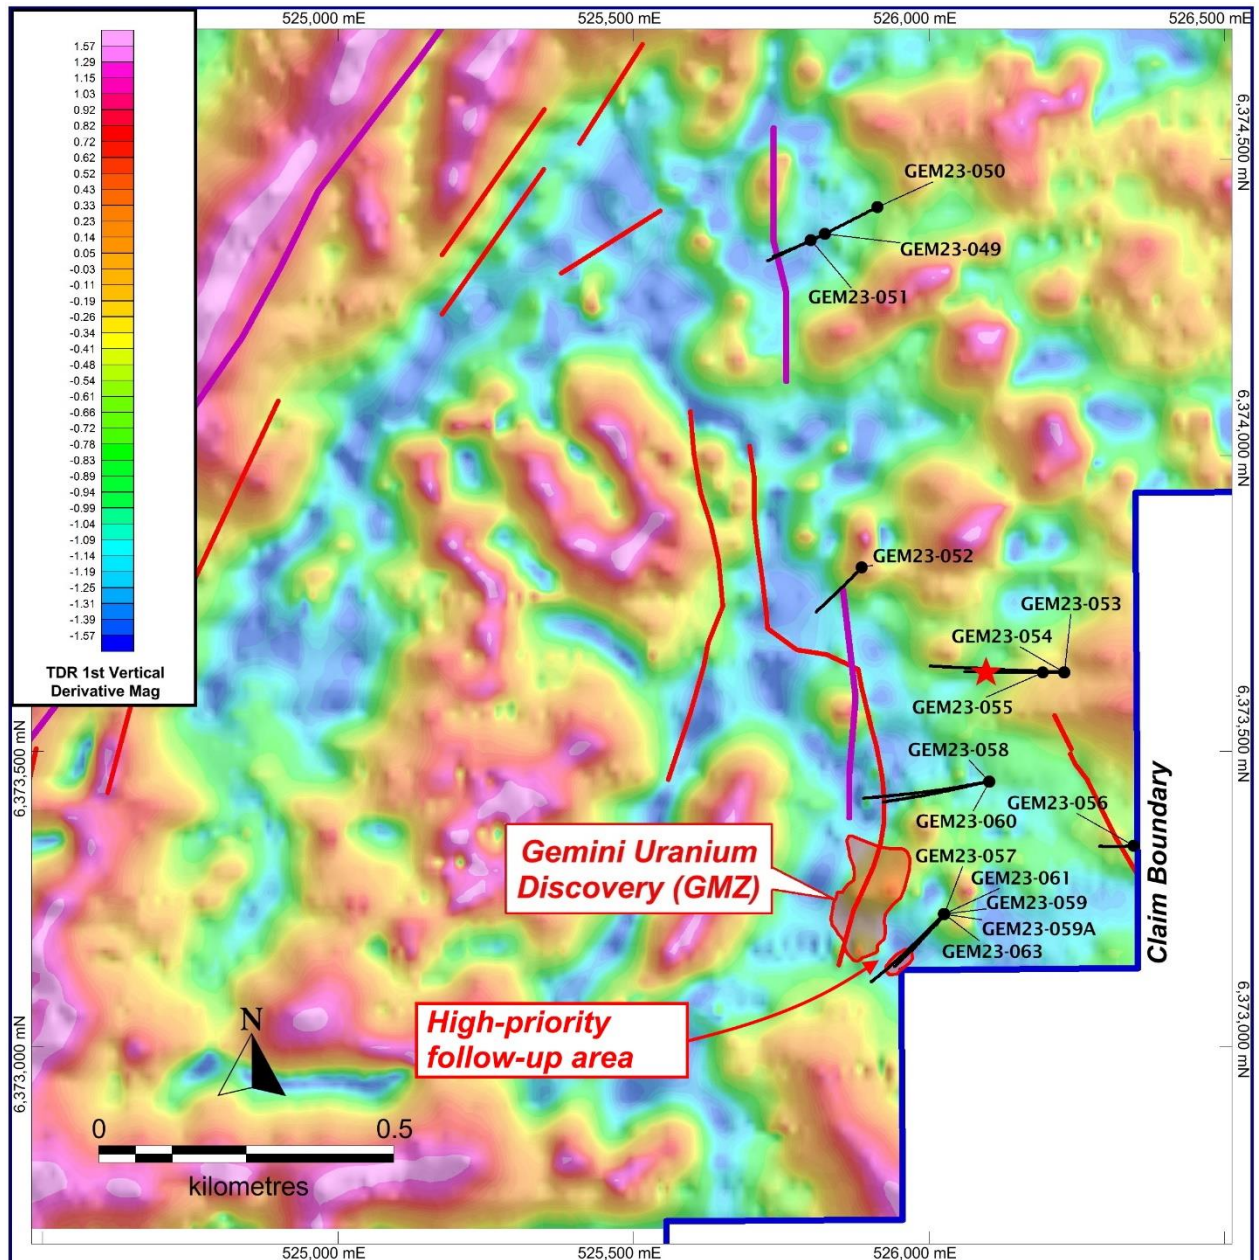 525,000 mE
525,500 mE
526,000 mE
526,500 mE
1.57
1.29
1.15
1.03
0.92
0.82
0.72
0.62
0.52
0.43
0.33
0.23
0.14
0.05
-0.03
-0.11
-0.19
-0.26
-0.34
-0.41
-0.48
-0.54
-0.61
-0.66
-0.72
-0.78
-0.83
-0.89
-0.94
-0.99
-1.04
-1.09
-1.14
-1.19
-1.25
-1.31
-1.39
-1.57
TDR 1st Vertical
Derivative Mag
6,374,500 mN
GEM23-050
GEM23-049
GEM23-051
6,374,000 mN
GEM23-052
GEM23-053
GEM23-054
GEM23-055
6,373,500 mN
6,373,500 mN
GEM23-058
GEM23-056
GEM23-060
Claim Boundary
Gemini Uranium
Discovery (GMZ)
GEM23-057
GEM23-061
GEM23-059
GEM23-059A
GEM23-063
High-priority
follow-up area
N
6,373,000 mN
6,373,000 mN
0
0.5
kilometres
525,000 mE
525,500 mE
526,000 mE